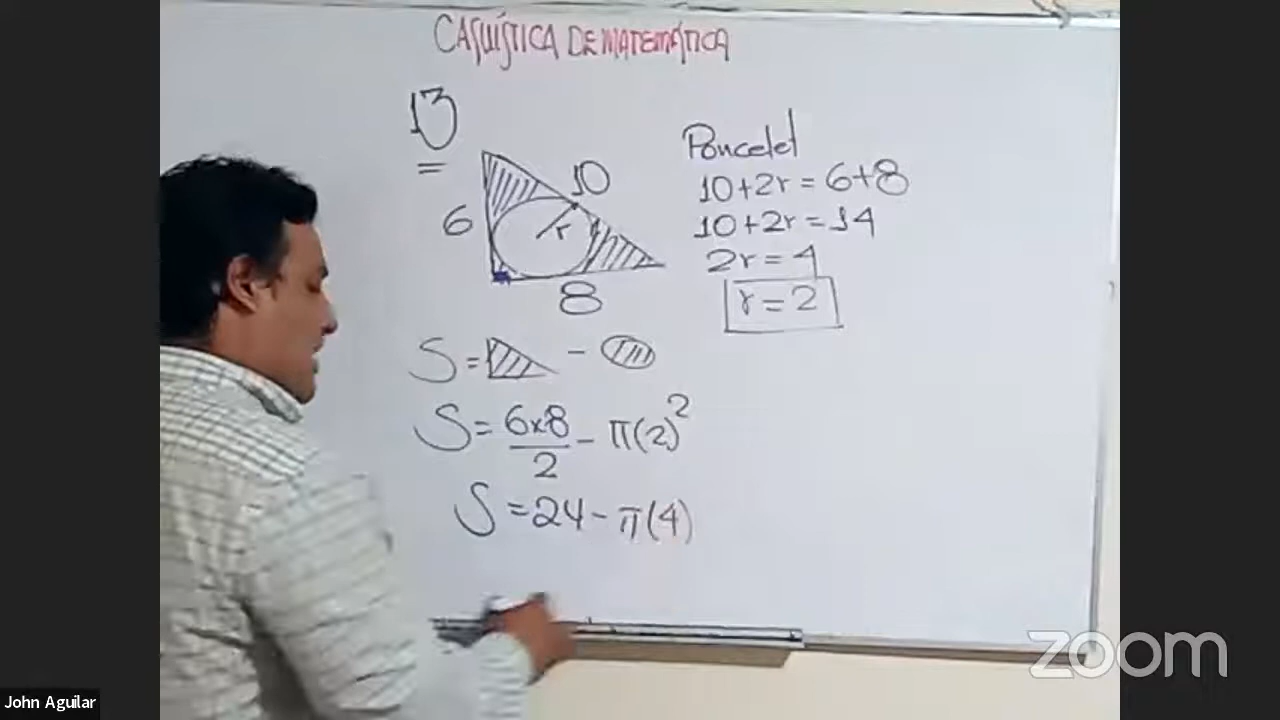 CASUÍSTICA DE MATEMÁTICA
13
Poncelet
10+2r = 6+8
10+2r = 14
2r = 4
r = 2
10
6
r
8
S = -
S = 6x8/2 - π(2)²
S = 24 - π(4)
zoom
John Aguilar